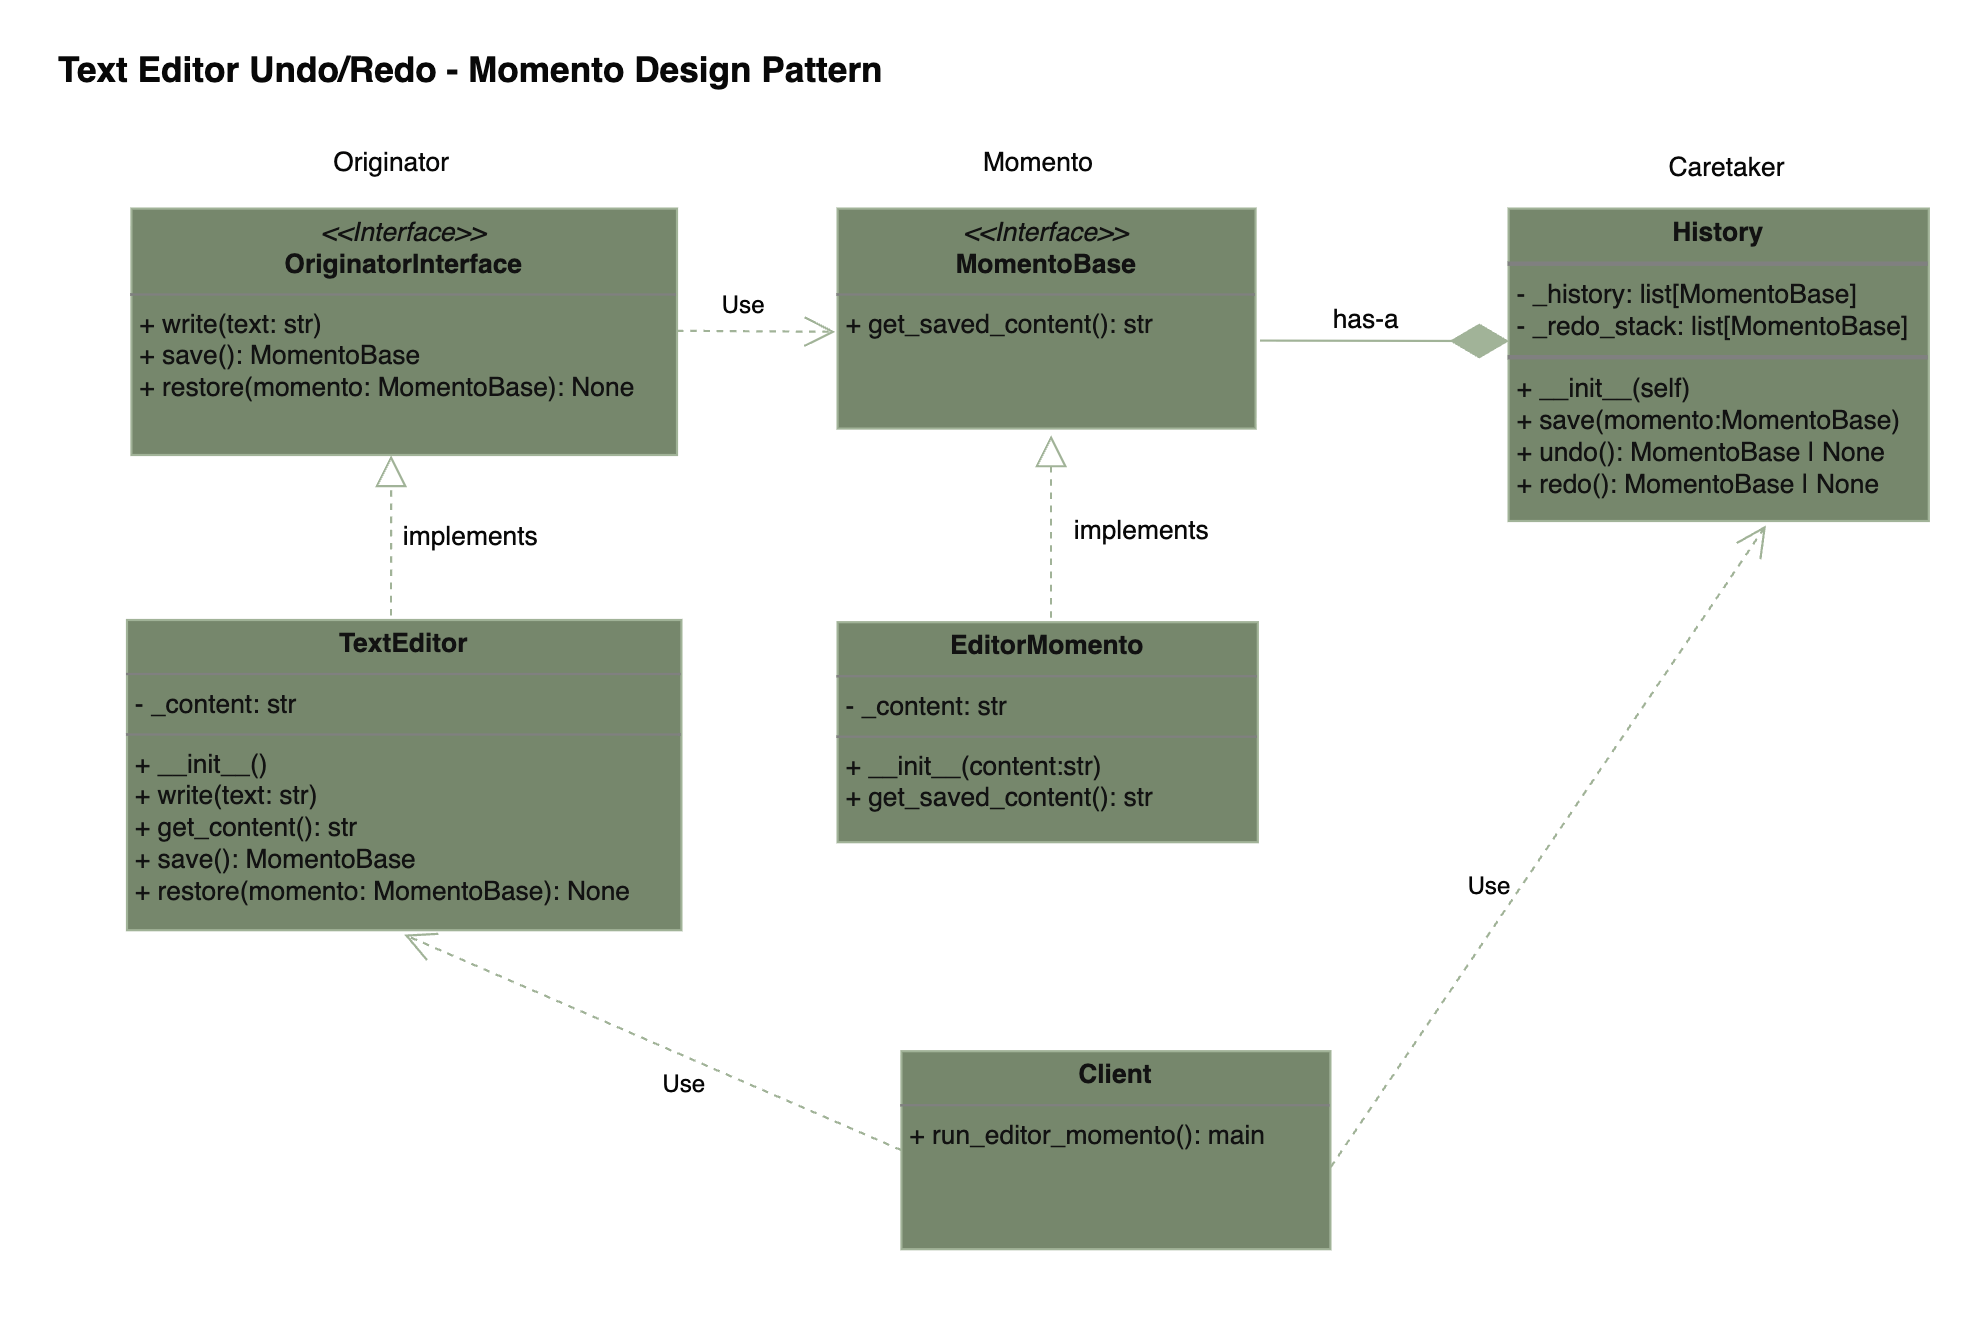 Text Editor Undo/Redo - Momento Design Pattern
Originator
<<Interface>>
OriginatorInterface
+ write(text: str)
+ save(): MomentoBase
+ restore(momento: MomentoBase): None
Use
Momento
<<Interface>>
MomentoBase
+ get_saved_content(): str
has-a
Caretaker
History
- _history: list[MomentoBase]
- _redo_stack: list[MomentoBase]
+ __init__(self)
+ save(momento:MomentoBase)
+ undo(): MomentoBase | None
+ redo(): MomentoBase | None
implements
implements
TextEditor
- _content: str
+ __init__()
+ write(text: str)
+ get_content(): str
+ save(): MomentoBase
+ restore(momento: MomentoBase): None
EditorMomento
- _content: str
+ __init__(content:str)
+ get_saved_content(): str
Use
Use
Client
+ run_editor_momento(): main